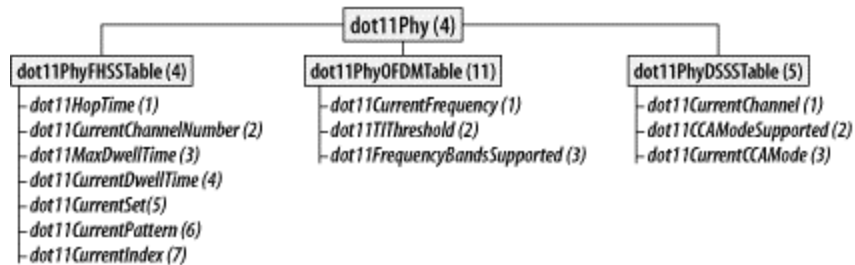 dot11Phy (4)
dot11PhyFHSSTable (4)
dot11HopTime (1)
dot11CurrentChannelNumber (2)
dot11MaxDwellTime (3)
dot11CurrentDwellTime (4)
dot11CurrentSet(5)
dot11CurrentPattern (6)
dot11CurrentIndex (7)
dot11PhyOFDMTable (11)
dot11CurrentFrequency (1)
dot11TIThreshold (2)
dot11FrequencyBandsSupported (3)
dot11PhyDSSSTable (5)
dot11CurrentChannel (1)
dot11CCAModeSupported (2)
dot11CurrentCCAMode (3)